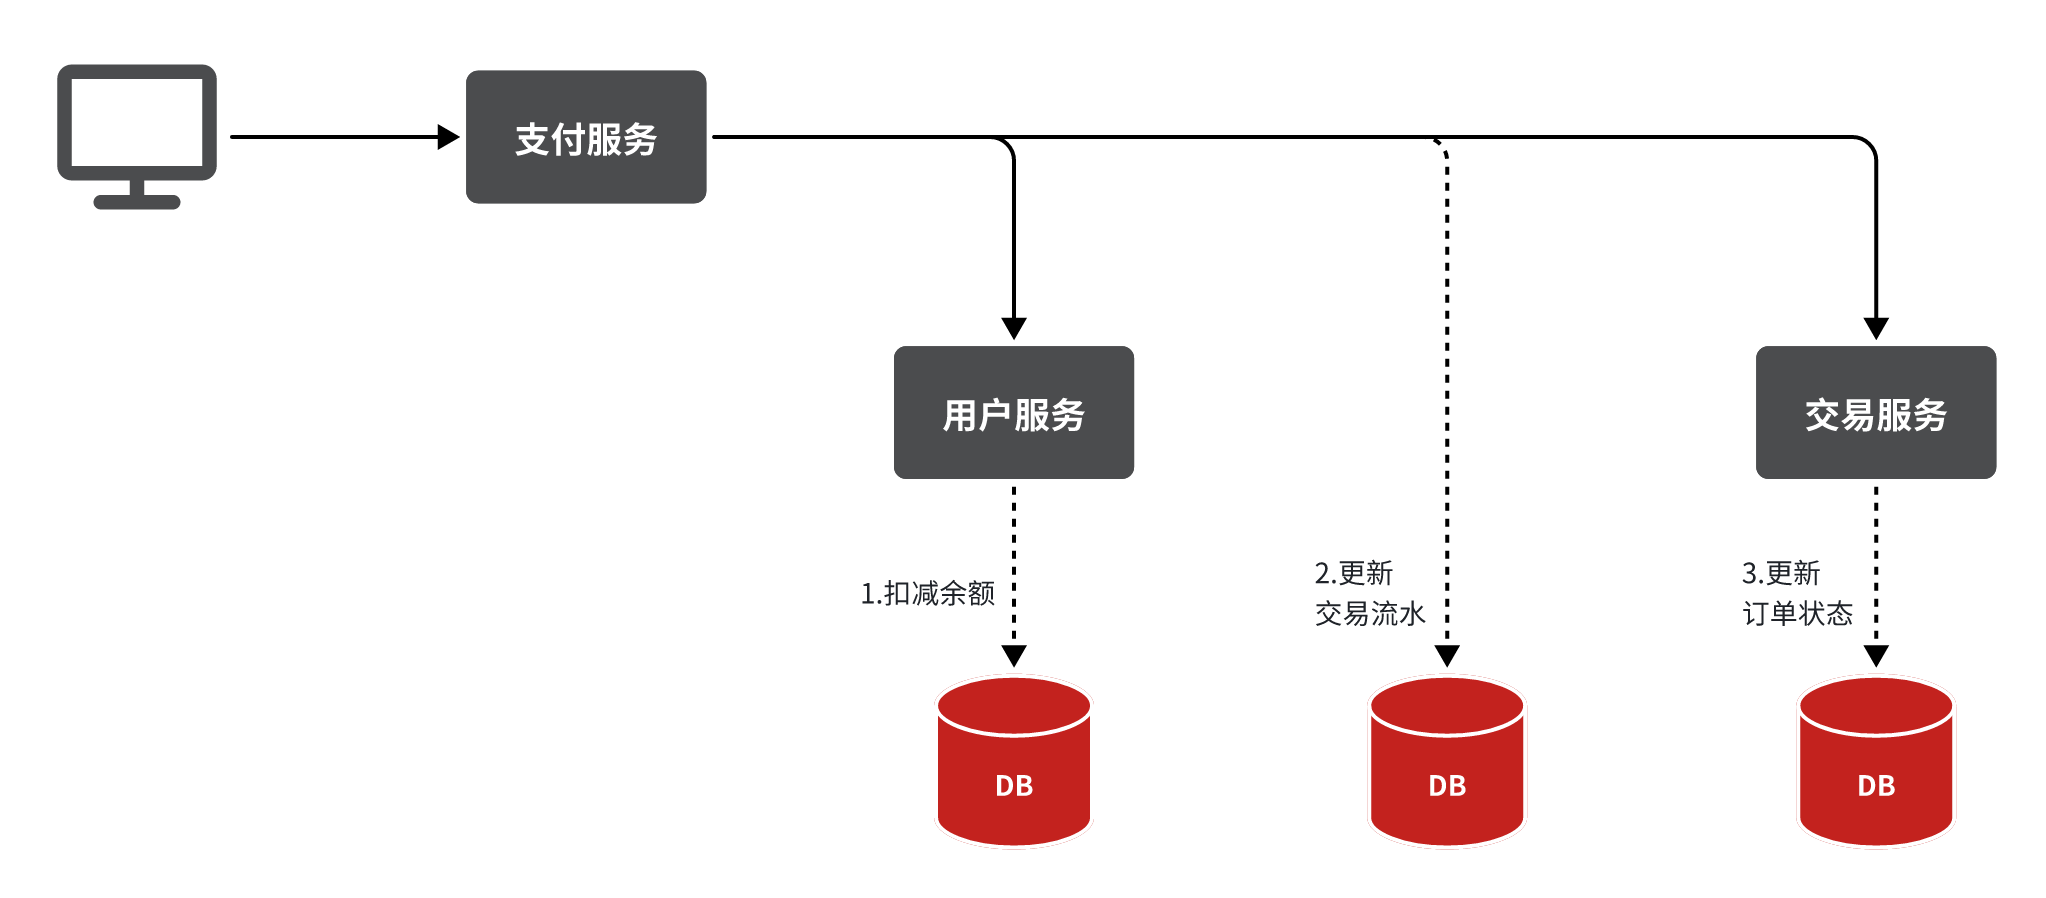 支付服务
用户服务
交易服务
1.扣减余额
2.更新
交易流水
3.更新
订单状态
DB
DB
DB